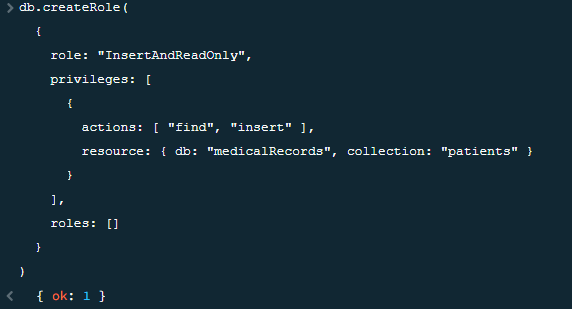 db.createRole(
{
role: "InsertAndReadOnly",
privileges: [
{
actions: [ "find", "insert" ],
resource: { db: "medicalRecords", collection: "patients" }
}
],
roles: []
}
)
{ ok: 1 }